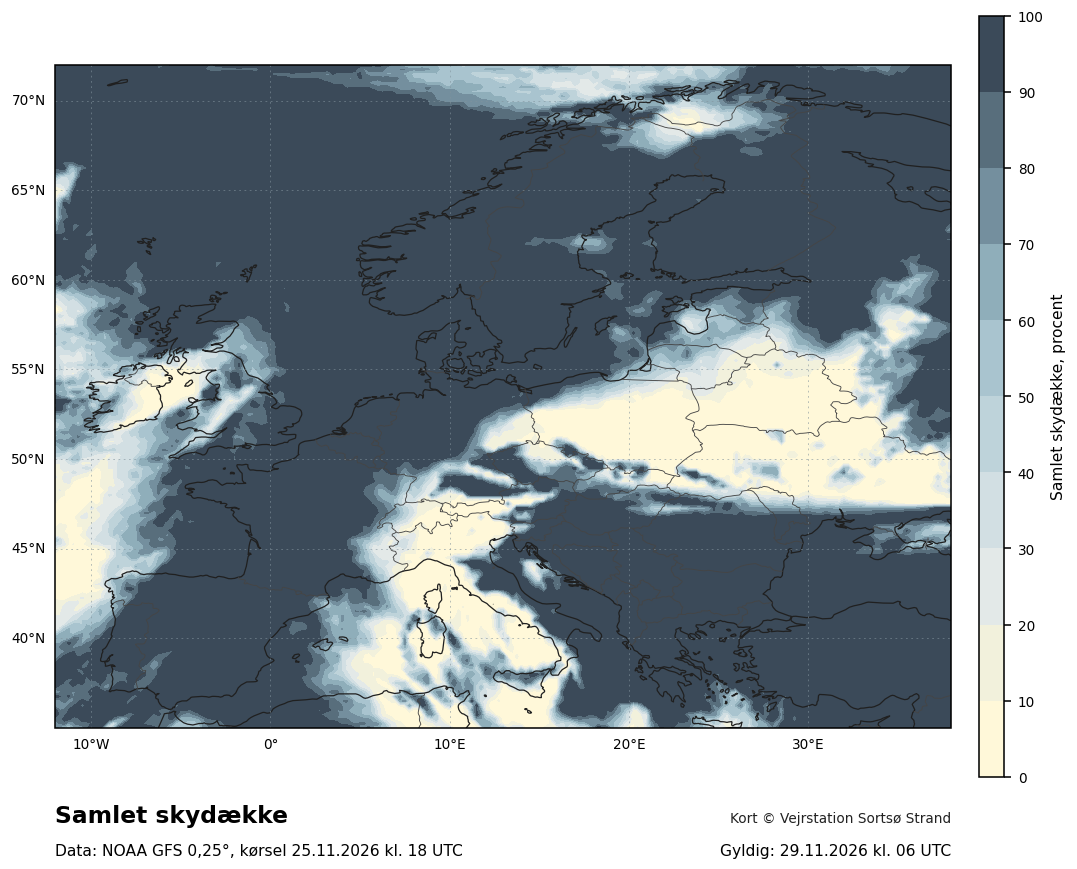 100
90
80
70
60
50
40
30
20
10
0
Samlet skydække, procent
70°N
65°N
60°N
55°N
50°N
45°N
40°N
10°W
0°
10°E
20°E
30°E
Samlet skydække
Kort © Vejrstation Sortsø Strand
Data: NOAA GFS 0,25°, kørsel 25.11.2026 kl. 18 UTC
Gyldig: 29.11.2026 kl. 06 UTC